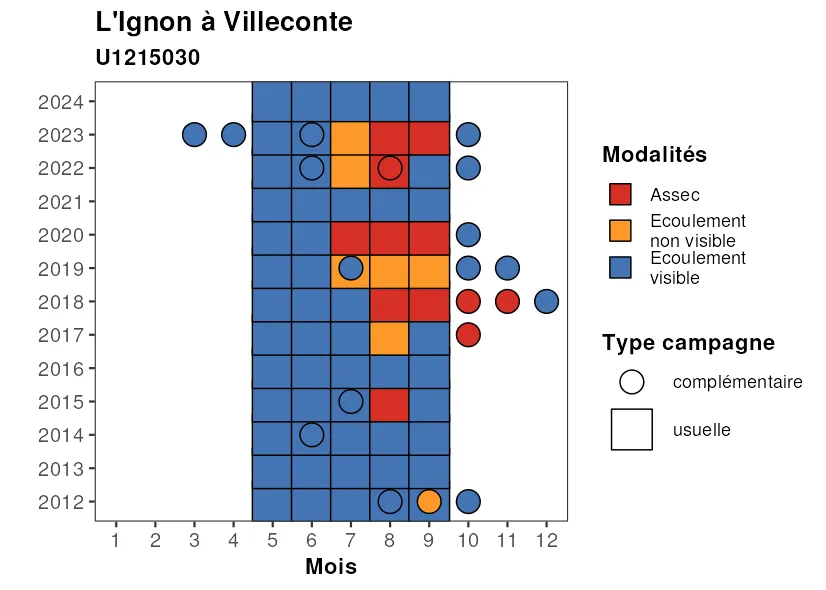 L'Ignon à Villeconte
U1215030
2024
2023
2022
2021
2020
2019
2018
2017
2016
2015
2014
2013
2012
1 2 3 4 5 6 7 8 9 10 11 12
Mois
Modalités
Assec
Ecoulement
non visible
Ecoulement
visible
Type campagne
complémentaire
usuelle